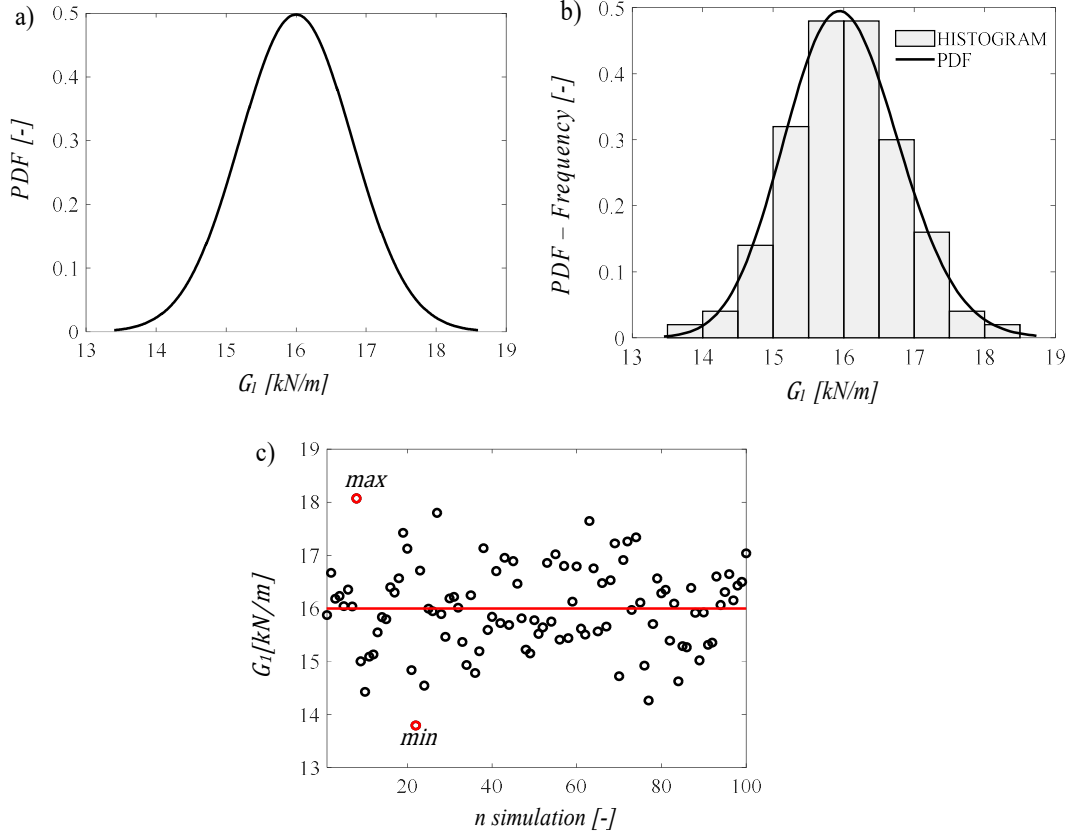 a)
0.5
0.4
0.3
0.2
0.1
0
PDF [-]
13 14 15 16 17 18 19
G1 [kN/m]
b)
0.5
0.4
0.3
0.2
0.1
0
PDF – Frequency [-]
HISTOGRAM
PDF
13 14 15 16 17 18 19
G1 [kN/m]
c)
19
18
17
16
15
14
13
G1[kN/m]
max
min
20 40 60 80 100
n simulation [-]